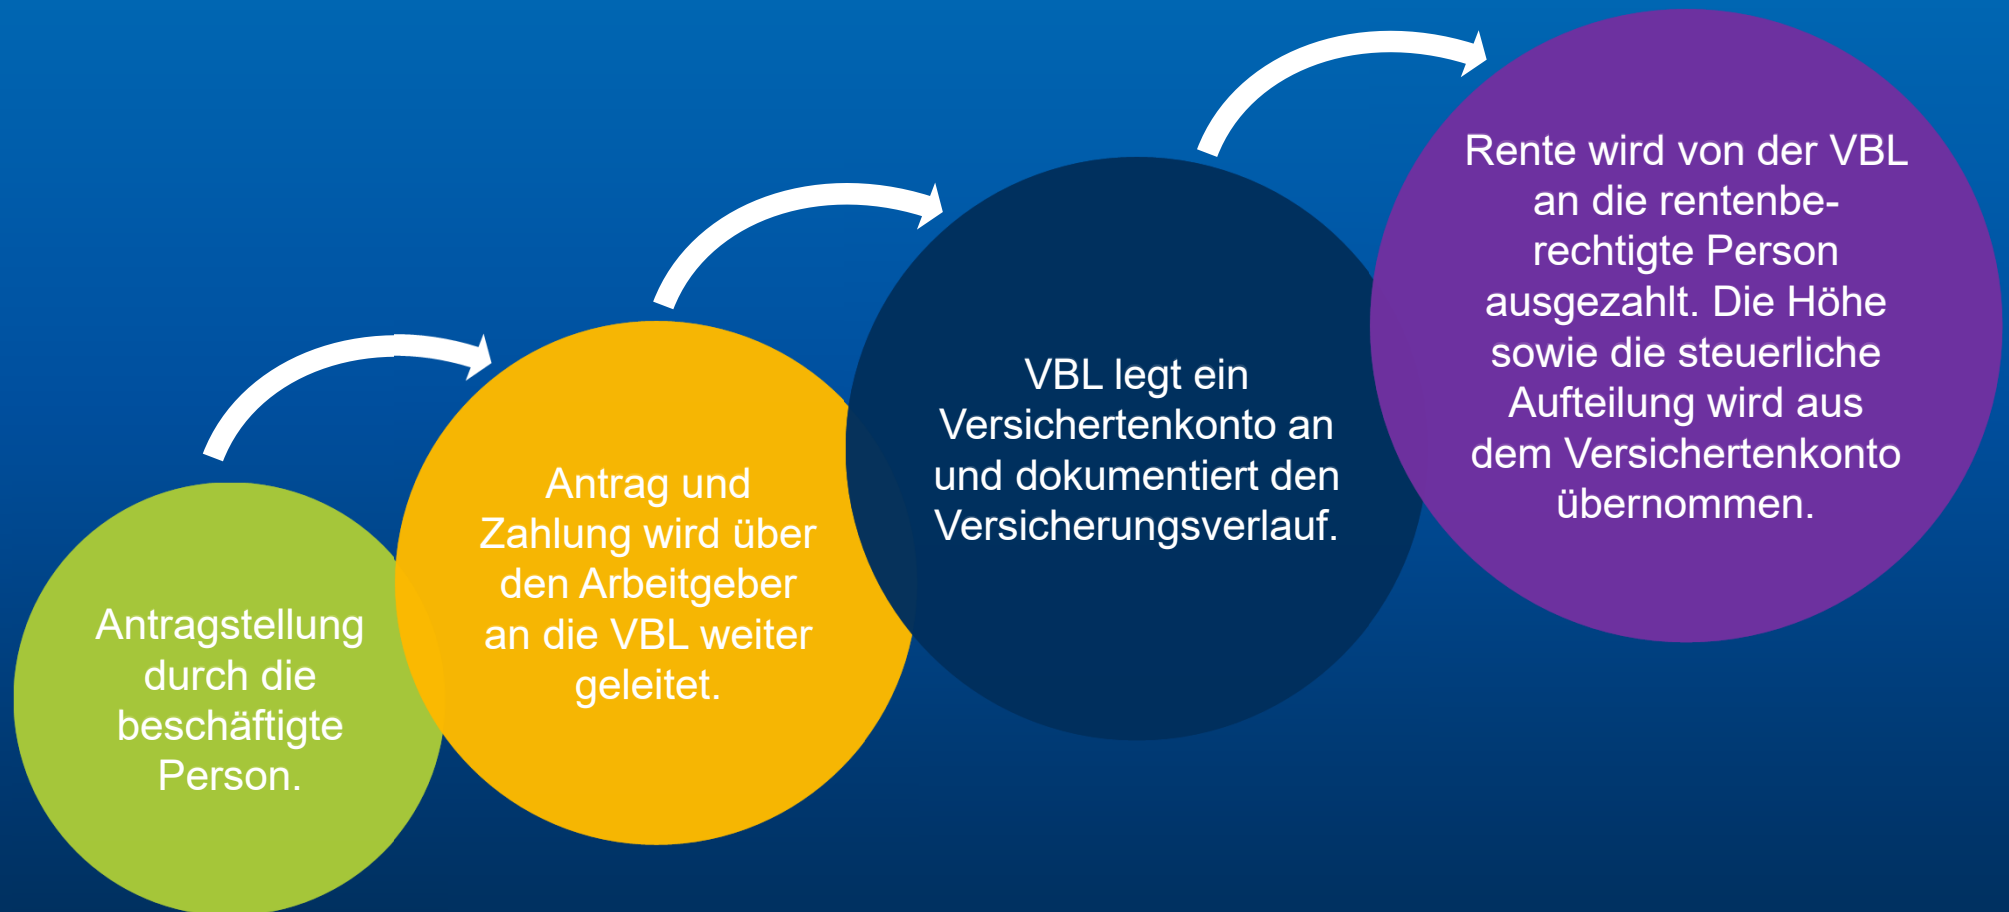 Antragstellung
durch die
beschäftigte
Person.
Antrag und
Zahlung wird über
den Arbeitgeber
an die VBL weiter
geleitet.
VBL legt ein
Versichertenkonto an
und dokumentiert den
Versicherungsverlauf.
Rente wird von der VBL
an die rentenbe-
rechtigte Person
ausgezahlt. Die Höhe
sowie die steuerliche
Aufteilung wird aus
dem Versichertenkonto
übernommen.